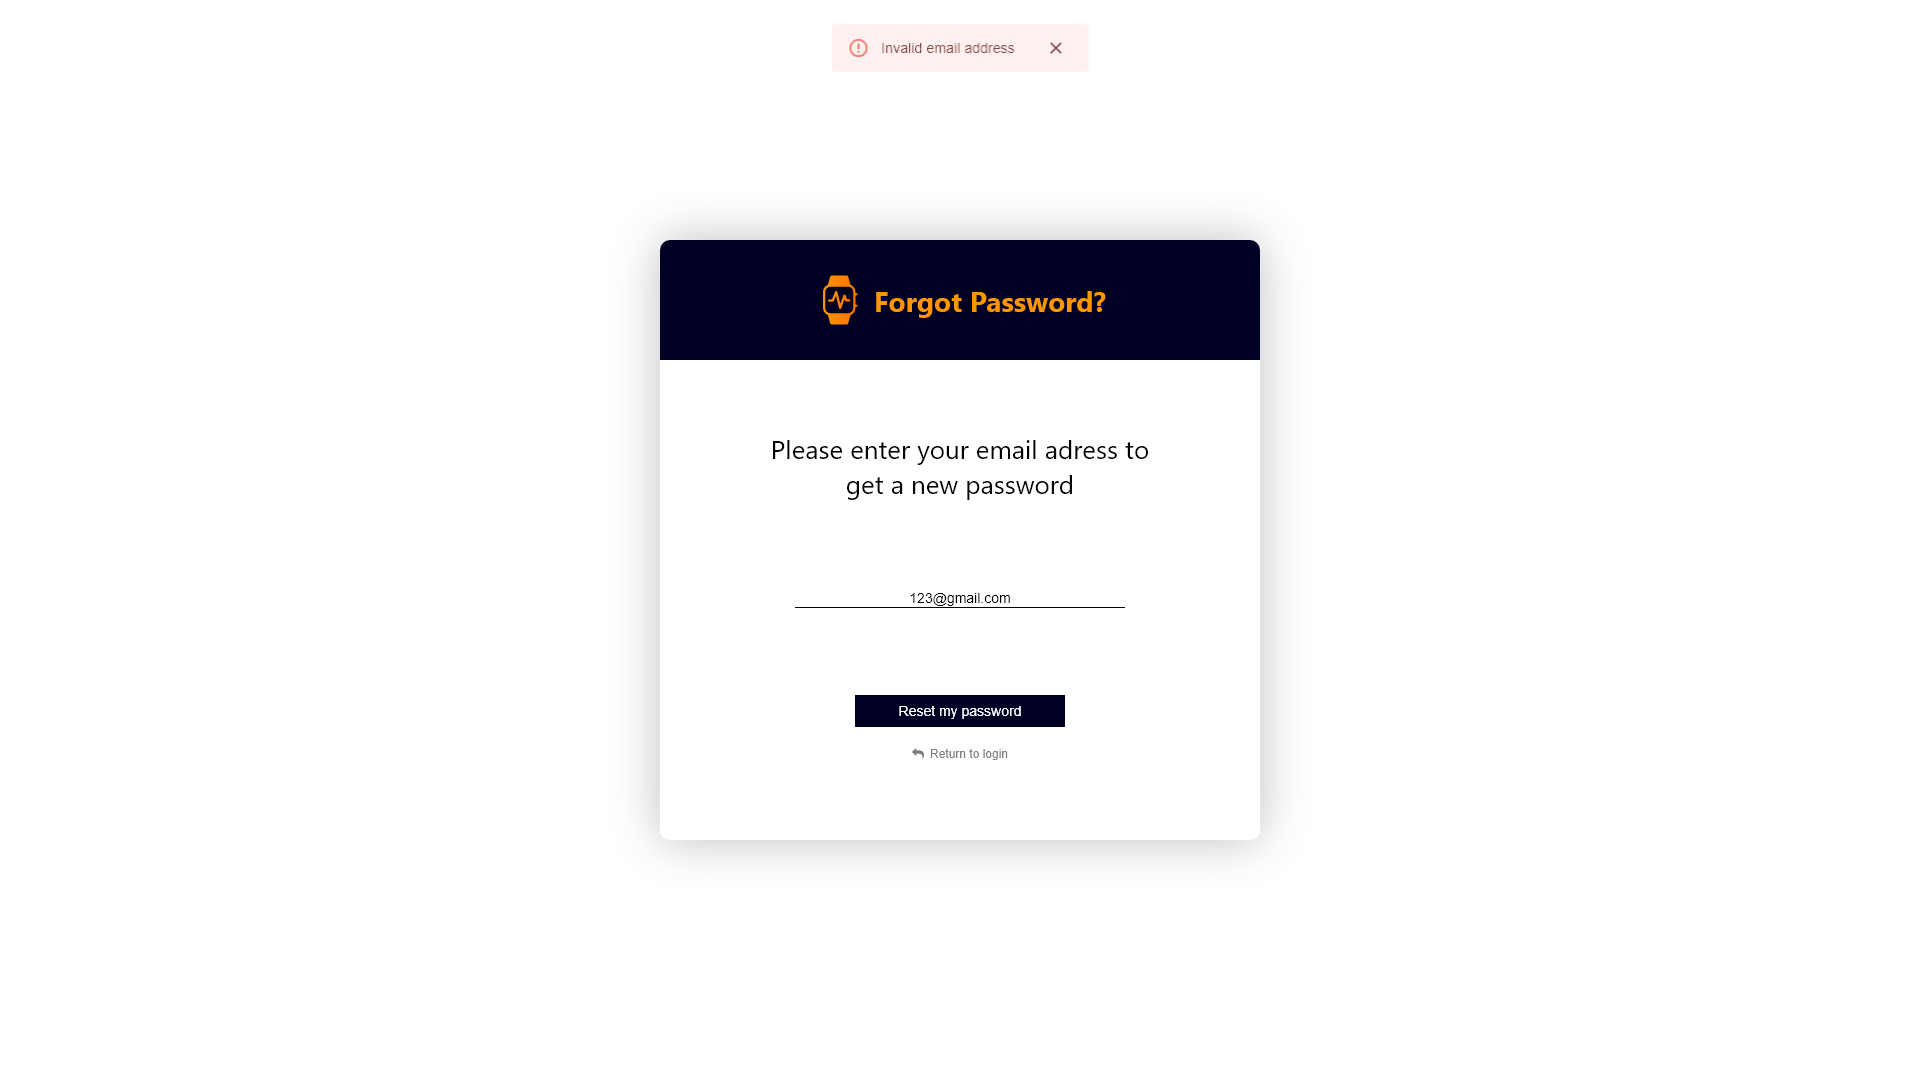 Invalid email address
Forgot Password?
Please enter your email adress to
get a new password
123@gmail.com
Reset my password
Return to login